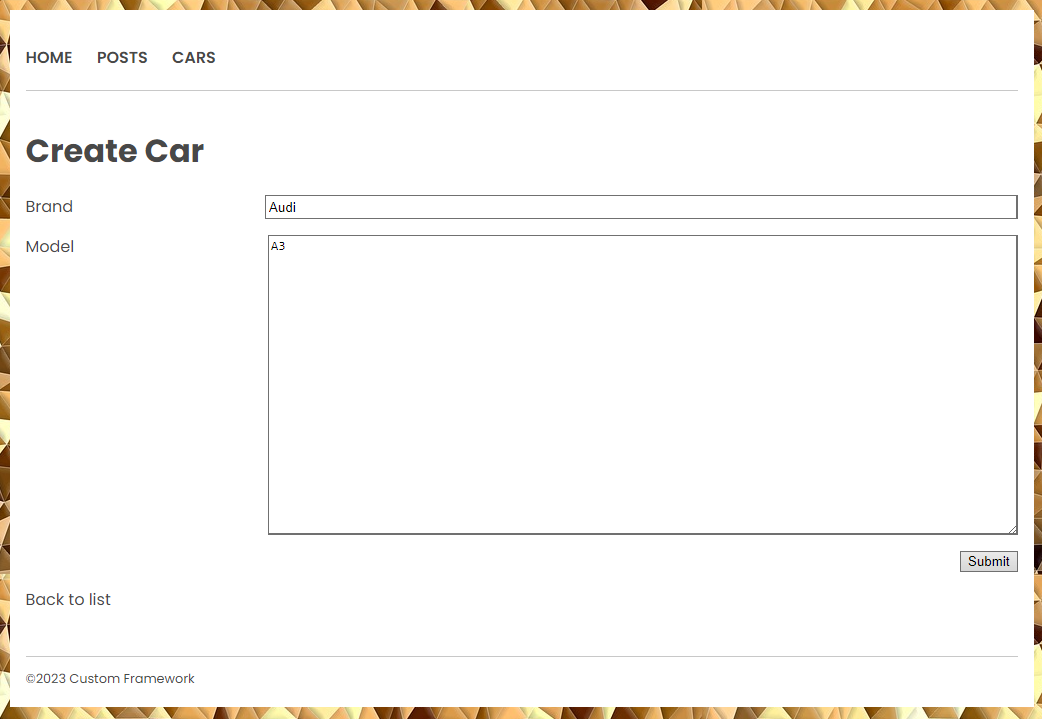 HOME POSTS CARS
Create Car
Brand Audi
Model A3
Submit
Back to list
©2023 Custom Framework